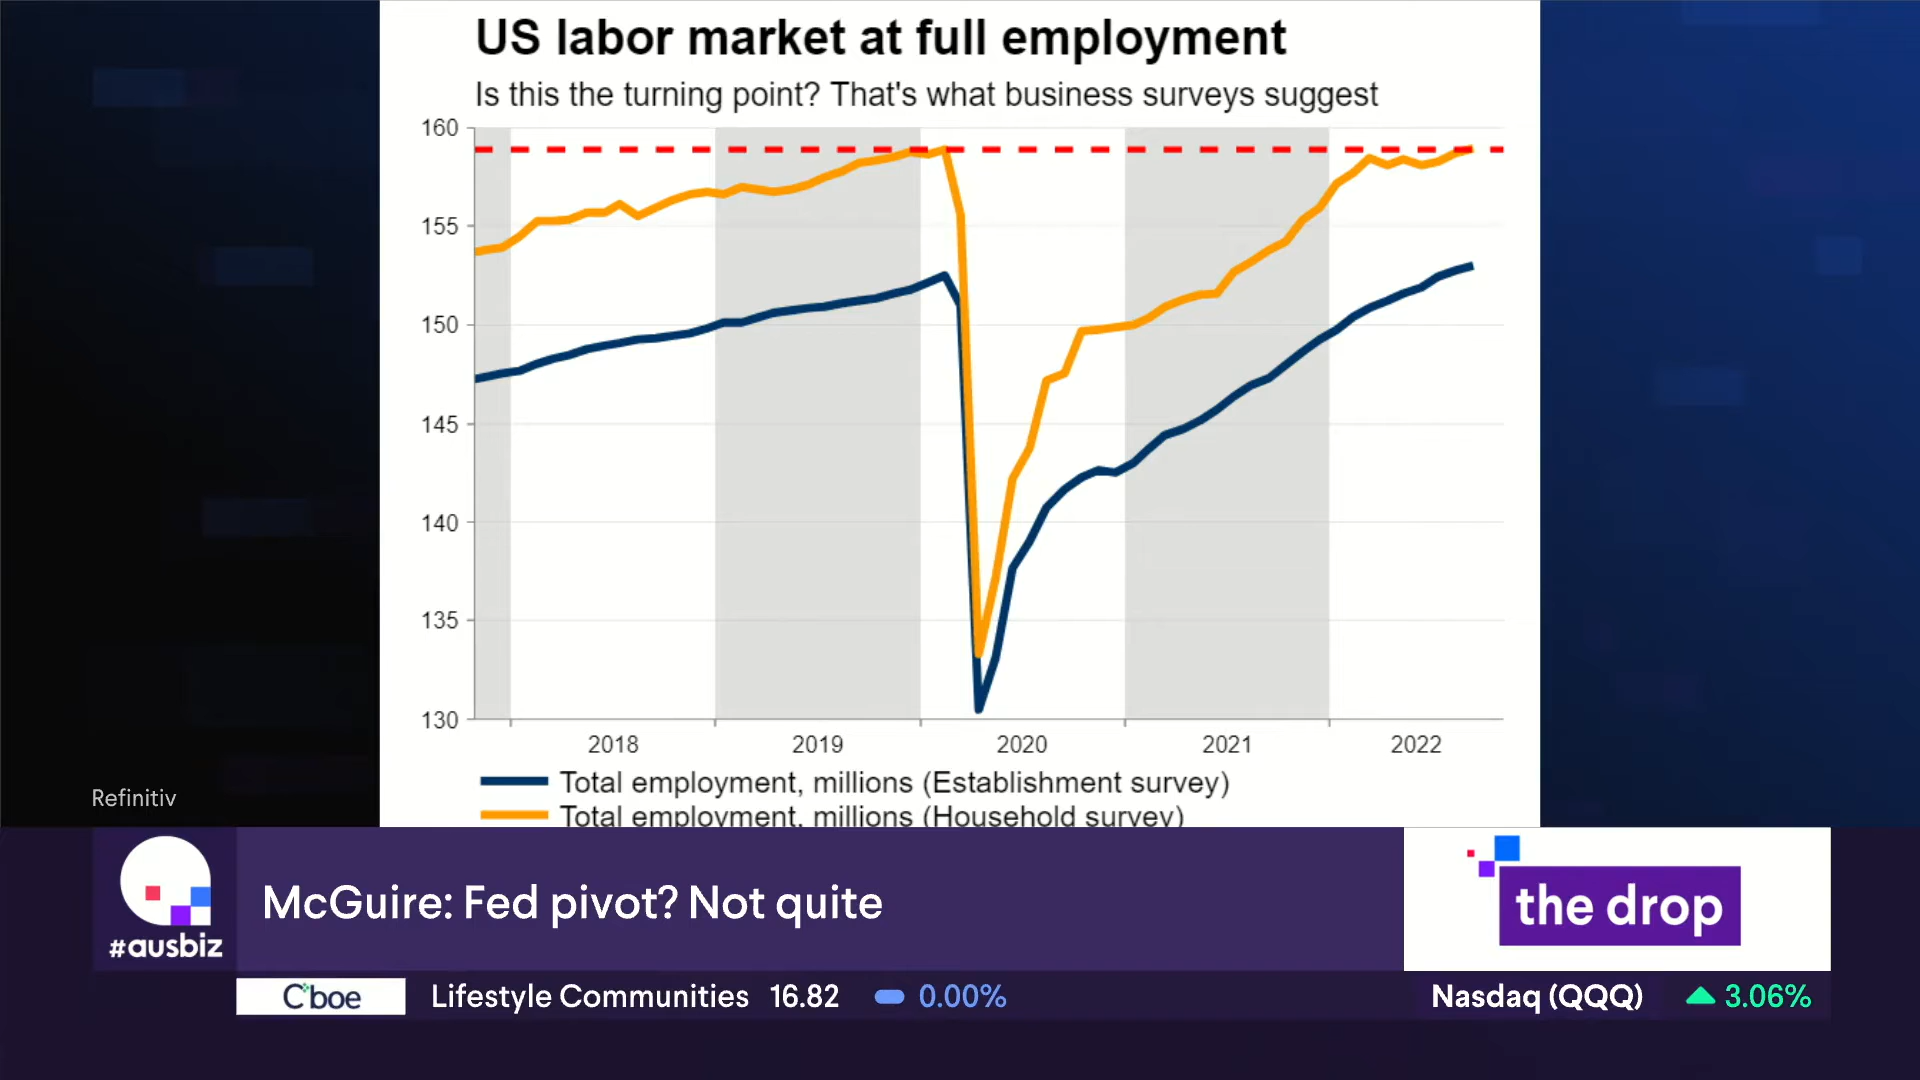 US labor market at full employment
Is this the turning point? That's what business surveys suggest
160
155
150
145
140
135
130
2018 2019 2020 2021 2022
Total employment, millions (Establishment survey)
Total employment, millions (Household survey)
Refinitiv
#ausbiz
McGuire: Fed pivot? Not quite
the drop
Cboe Lifestyle Communities 16.82 0.00% Nasdaq (QQQ) 3.06%